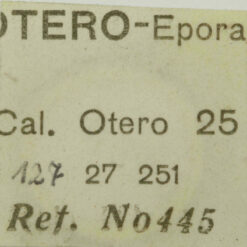 OTERO-Epora
Cal. Otero 25
127 27 251
Ref. No445